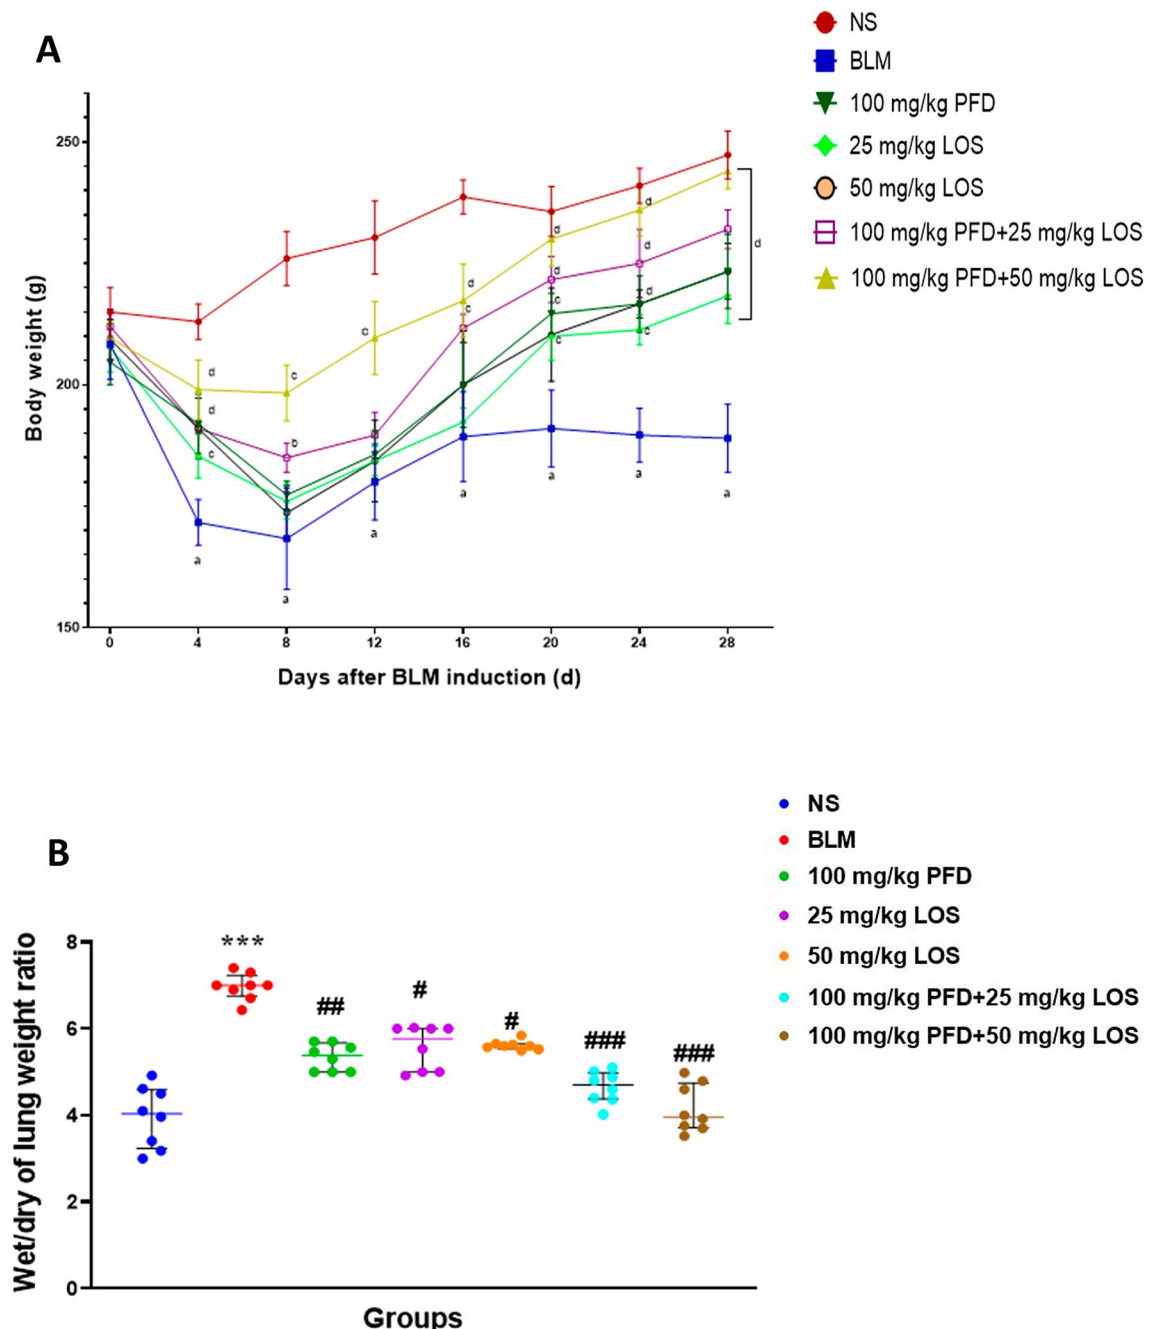 A
NS
BLM
100 mg/kg PFD
25 mg/kg LOS
50 mg/kg LOS
100 mg/kg PFD+25 mg/kg LOS
100 mg/kg PFD+50 mg/kg LOS
Body weight (g)
250
200
150
d
d
d
d
d
d
c
d
c
c
c
c
c
d
c
d
b
c
a
a
a
a
a
a
a
0 4 8 12 16 20 24 28
Days after BLM induction (d)
B
NS
BLM
100 mg/kg PFD
25 mg/kg LOS
50 mg/kg LOS
100 mg/kg PFD+25 mg/kg LOS
100 mg/kg PFD+50 mg/kg LOS
Wet/dry of lung weight ratio
8
6
4
2
0
***
##
#
#
###
###
Groups